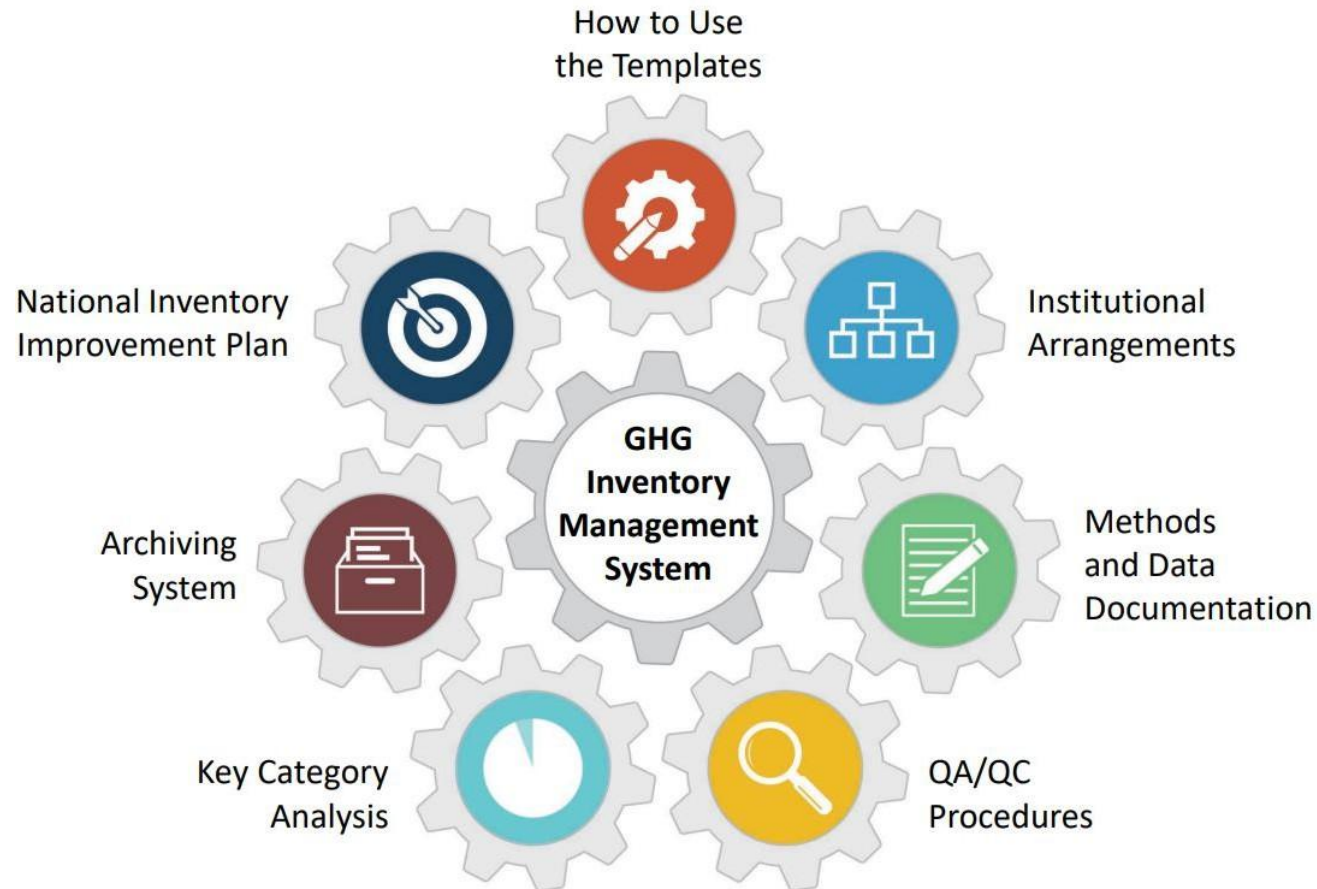 How to Use
the Templates
National Inventory
Improvement Plan
Institutional
Arrangements
GHG
Inventory
Management
System
Archiving
System
Methods
and Data
Documentation
Key Category
Analysis
QA/QC
Procedures